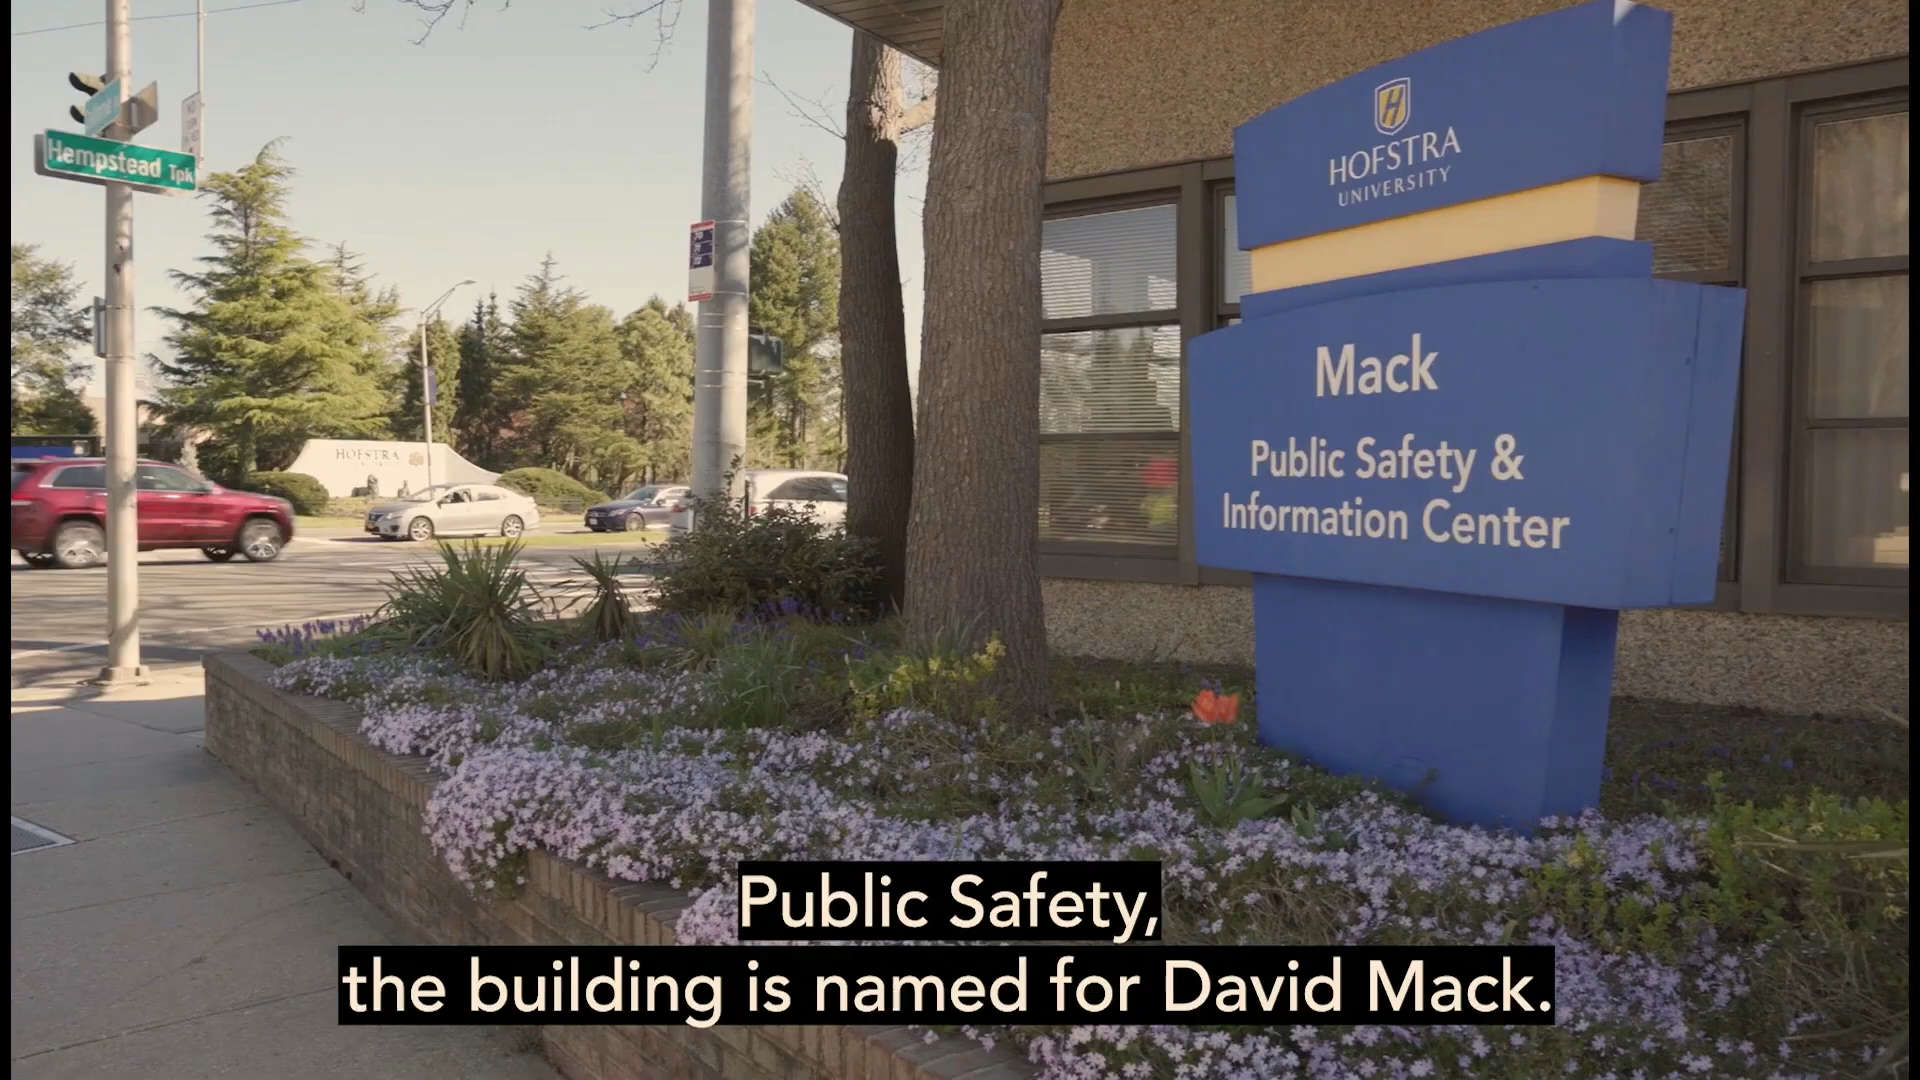 Hempstead Tpk
HOFSTRA
HOFSTRA
UNIVERSITY
Mack
Public Safety &
Information Center
Public Safety,
the building is named for David Mack.